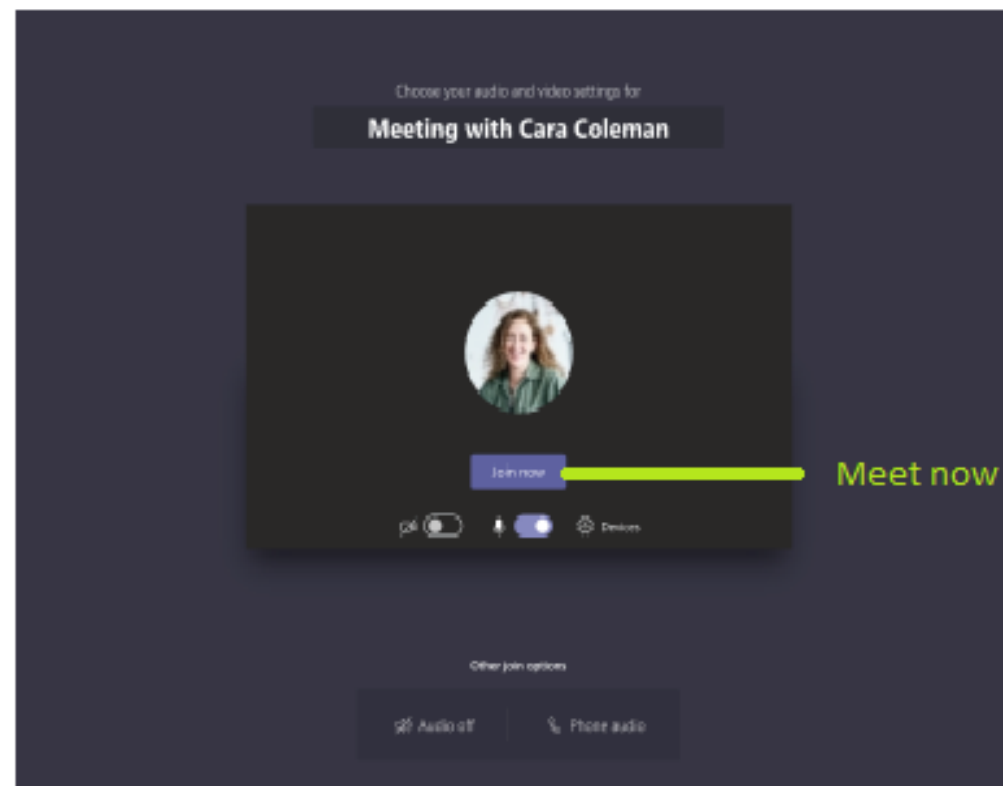 Choose your audio and video settings for
Meeting with Cara Coleman
Join now
Meet now
Devices
Other join options
Audio off
Phone audio